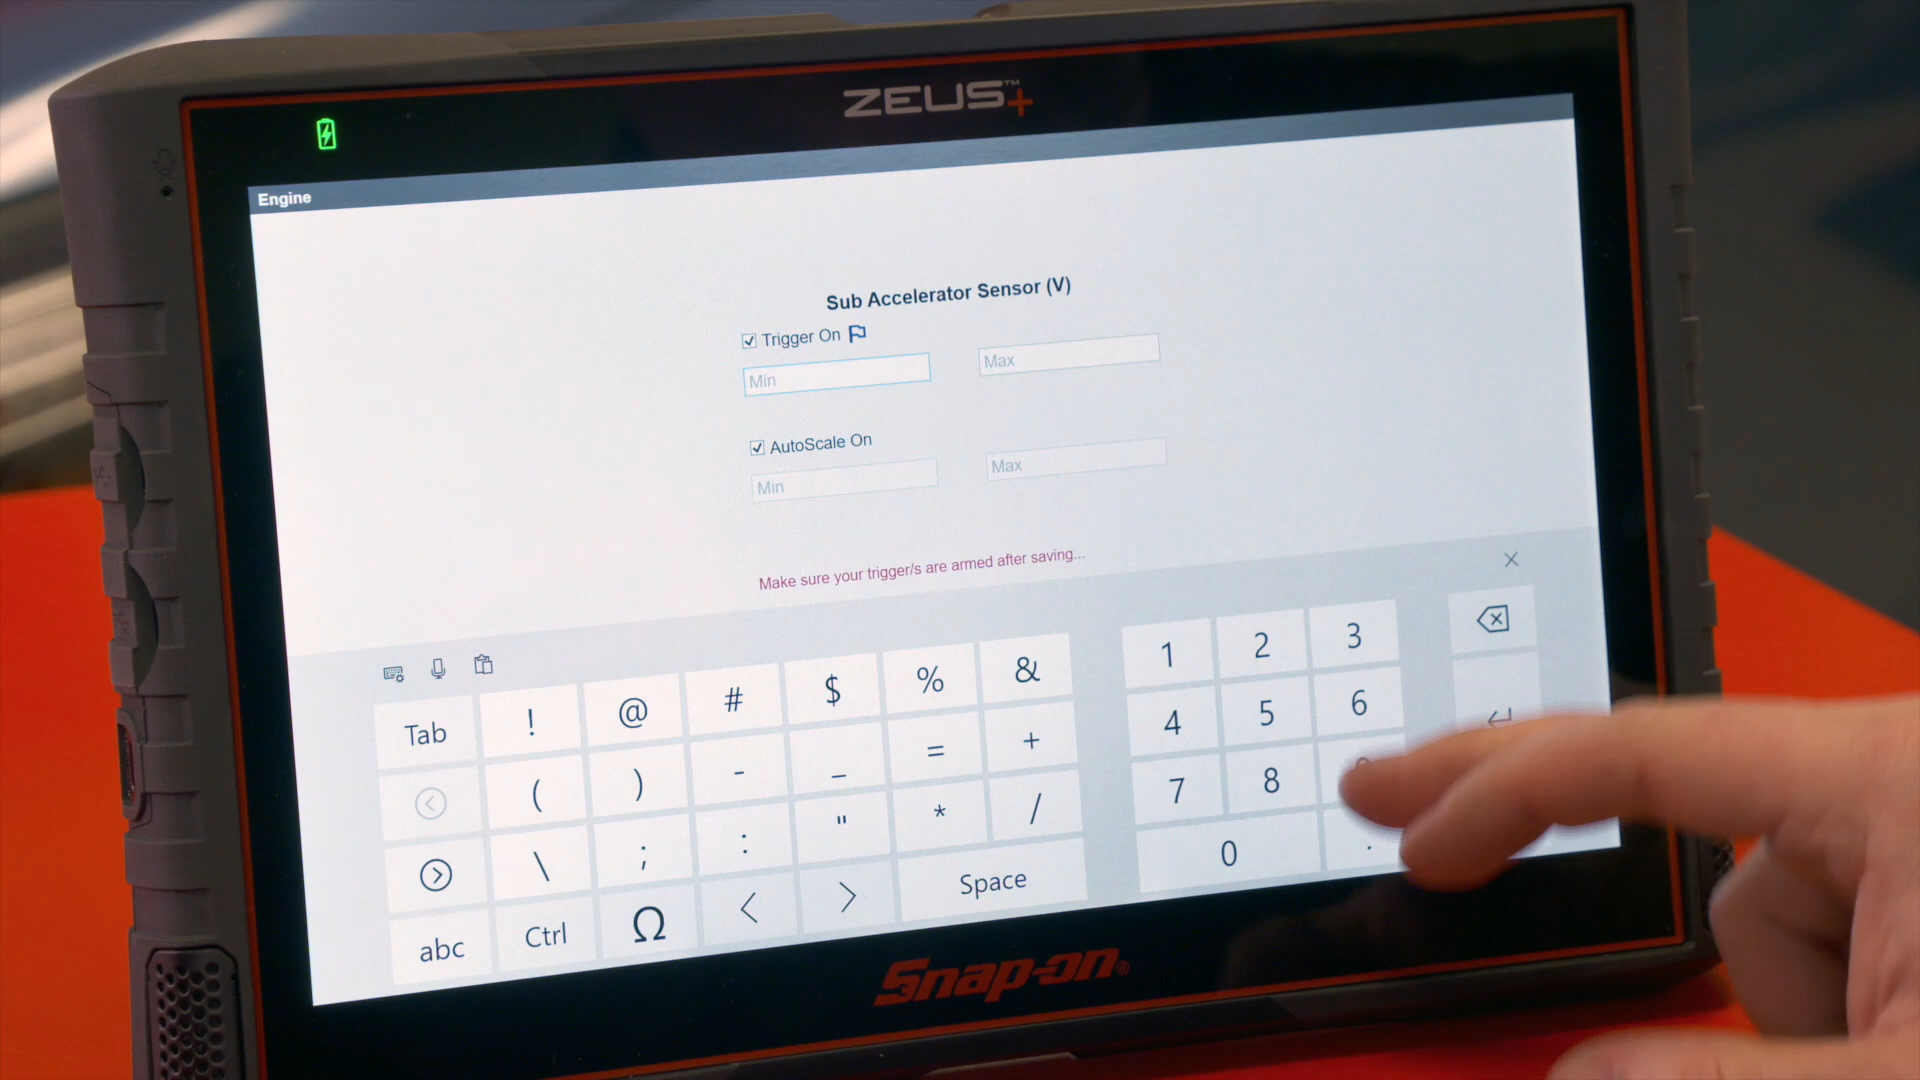 ZEUS™+
Engine
Sub Accelerator Sensor (V)
Trigger On
Min
Max
AutoScale On
Min
Max
Make sure your trigger/s are armed after saving...
Tab ! @ # $ % & 1 2 3
( ) - _ = + 4 5 6
\ ; : " * / 7 8
abc Ctrl Ω < > Space 0 .
Snap-on®